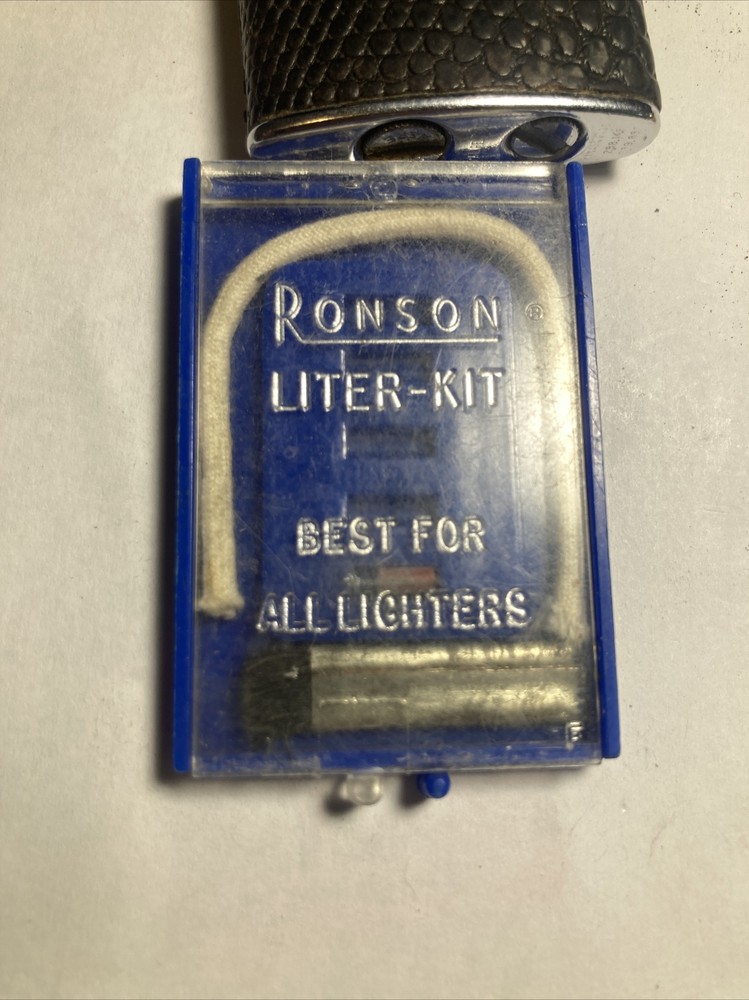 RONSON ®
LITER-KIT
BEST FOR
ALL LIGHTERS